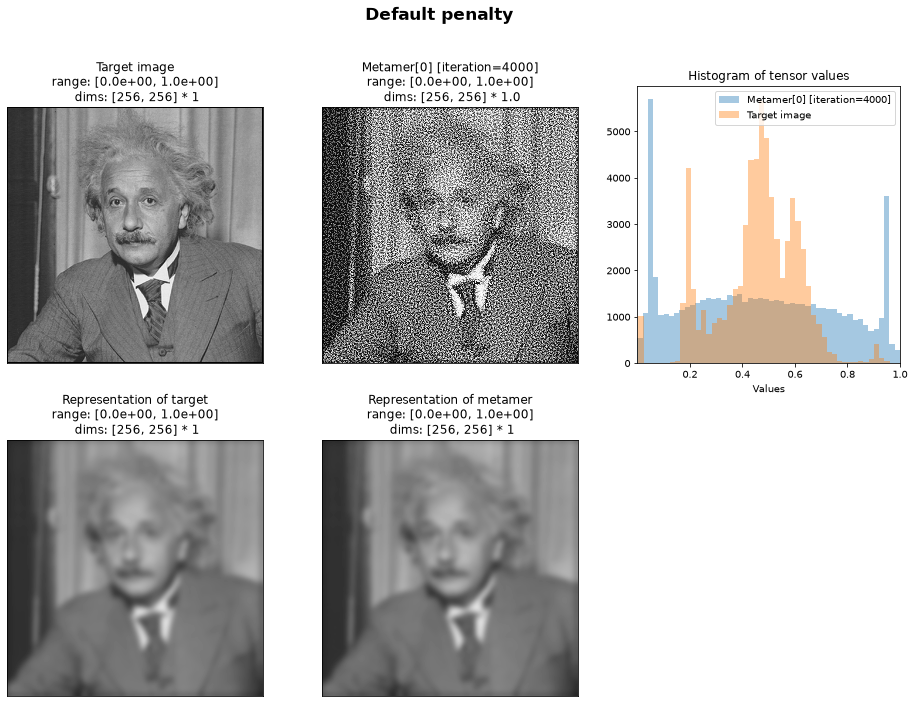 Default penalty
Target image
range: [0.0e+00, 1.0e+00]
dims: [256, 256] * 1
Metamer[0] [iteration=4000]
range: [0.0e+00, 1.0e+00]
dims: [256, 256] * 1.0
Histogram of tensor values
Metamer[0] [iteration=4000]
Target image
5000
4000
3000
2000
1000
0
0.2 0.4 0.6 0.8 1.0
Values
Representation of target
range: [0.0e+00, 1.0e+00]
dims: [256, 256] * 1
Representation of metamer
range: [0.0e+00, 1.0e+00]
dims: [256, 256] * 1